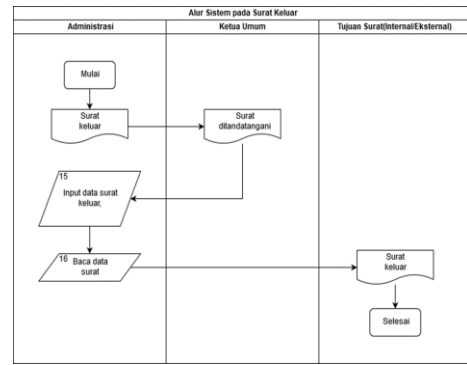 Alur Sistem pada Surat Keluar
Administrasi
Ketua Umum
Tujuan Surat(Internal/Eksternal)
Mulai
Surat
keluar
Surat
ditandatangani
15
Input data surat
keluar,
16 Baca data
surat
Surat
keluar
Selesai